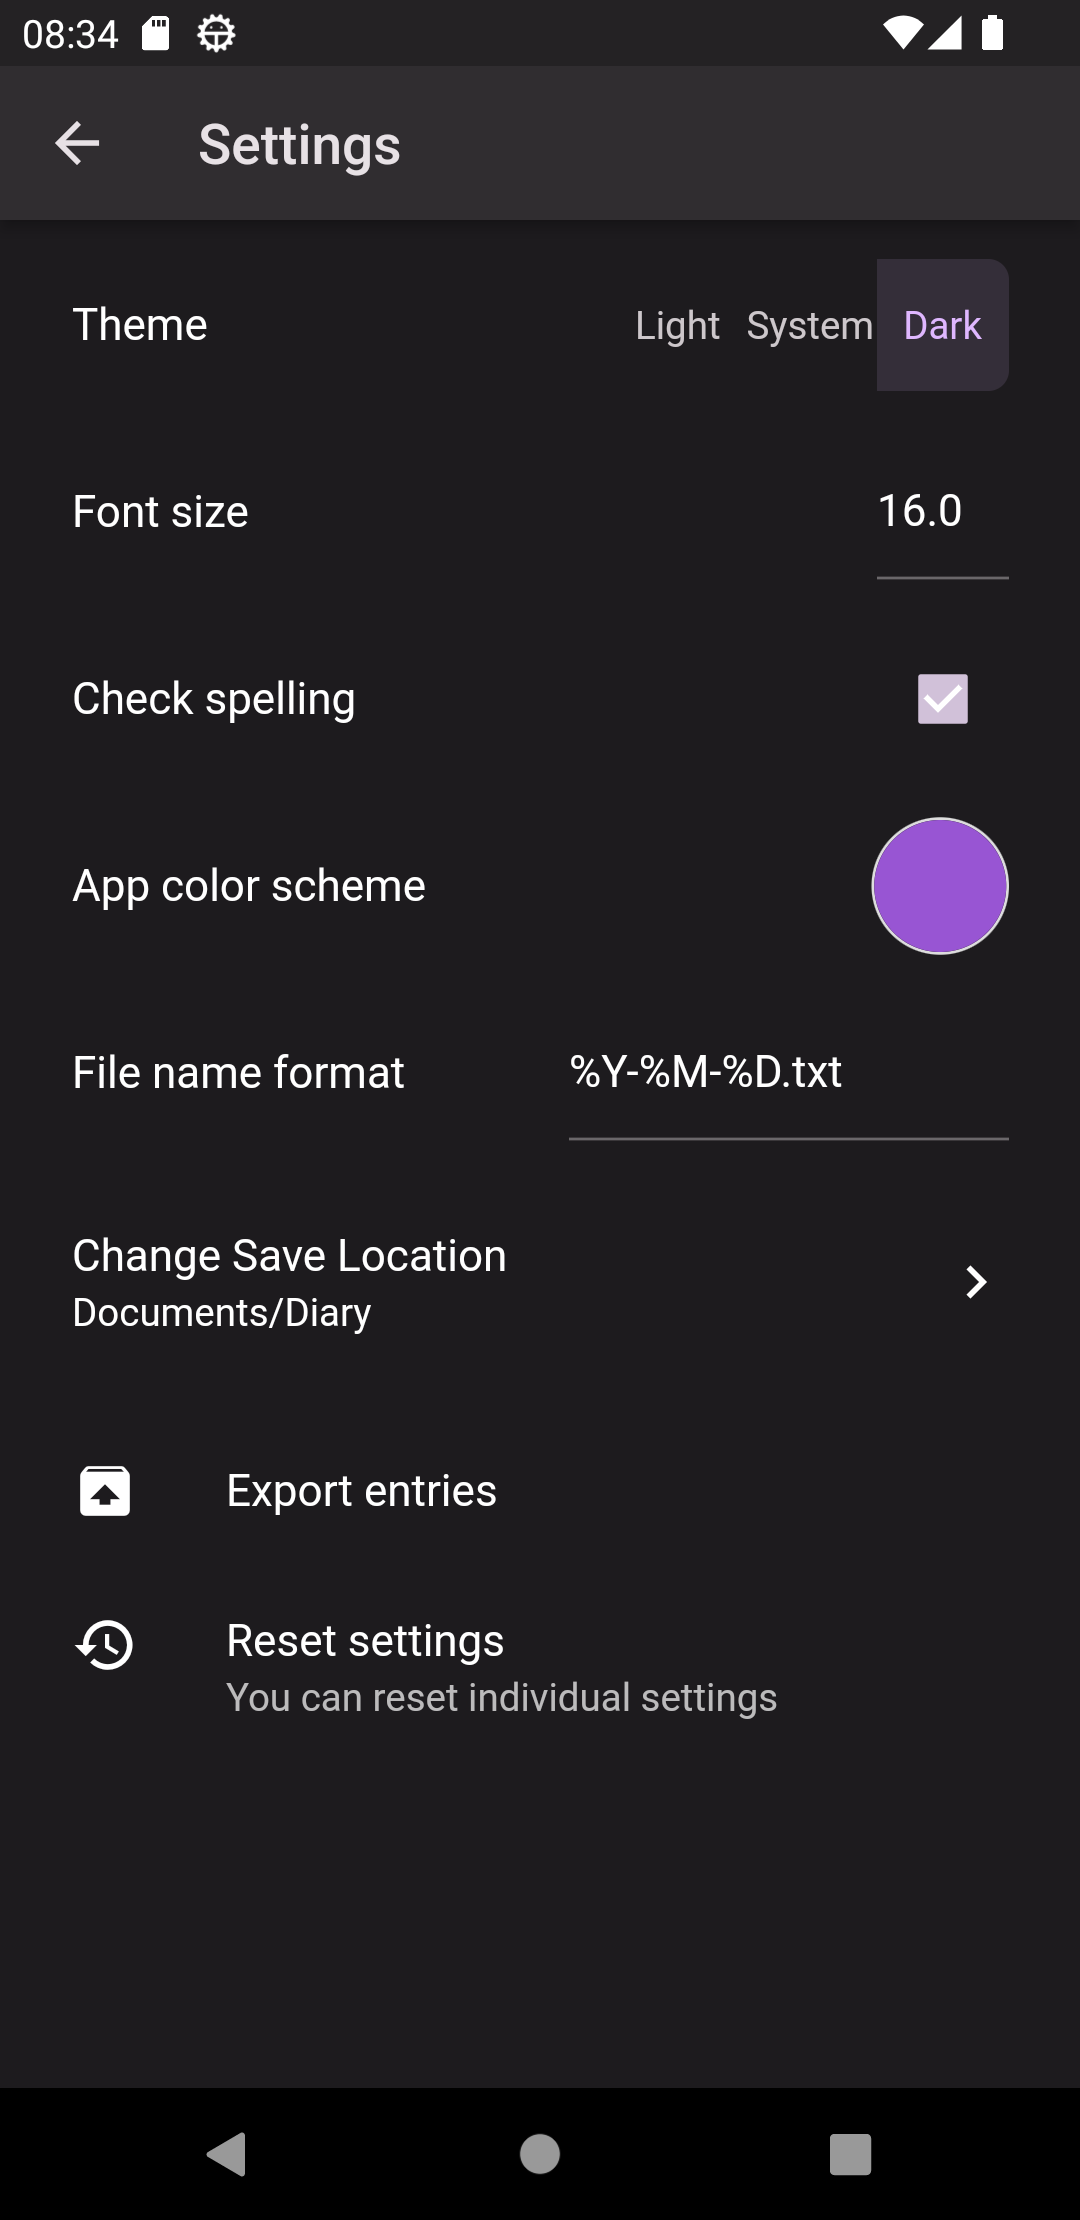 08:34
Settings
Theme Light System Dark
Font size 16.0
Check spelling
App color scheme
File name format %Y-%M-%D.txt
Change Save Location
Documents/Diary
Export entries
Reset settings
You can reset individual settings